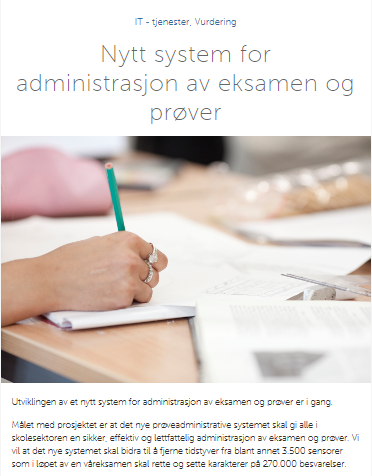 IT - tjenester, Vurdering
Nytt system for
administrasjon av eksamen og
prøver
Utviklingen av et nytt system for administrasjon av eksamen og prøver er i gang.
Målet med prosjektet er at det nye prøveadministrative systemet skal gi alle i
skolesektoren en sikker, effektiv og lettfattelig administrasjon av eksamen og prøver. Vi
vil at det nye systemet skal bidra til å fjerne tidstyver fra blant annet 3.500 sensorer
som i løpet av en våreksamen skal rette og sette karakterer på 270.000 besvarelser.